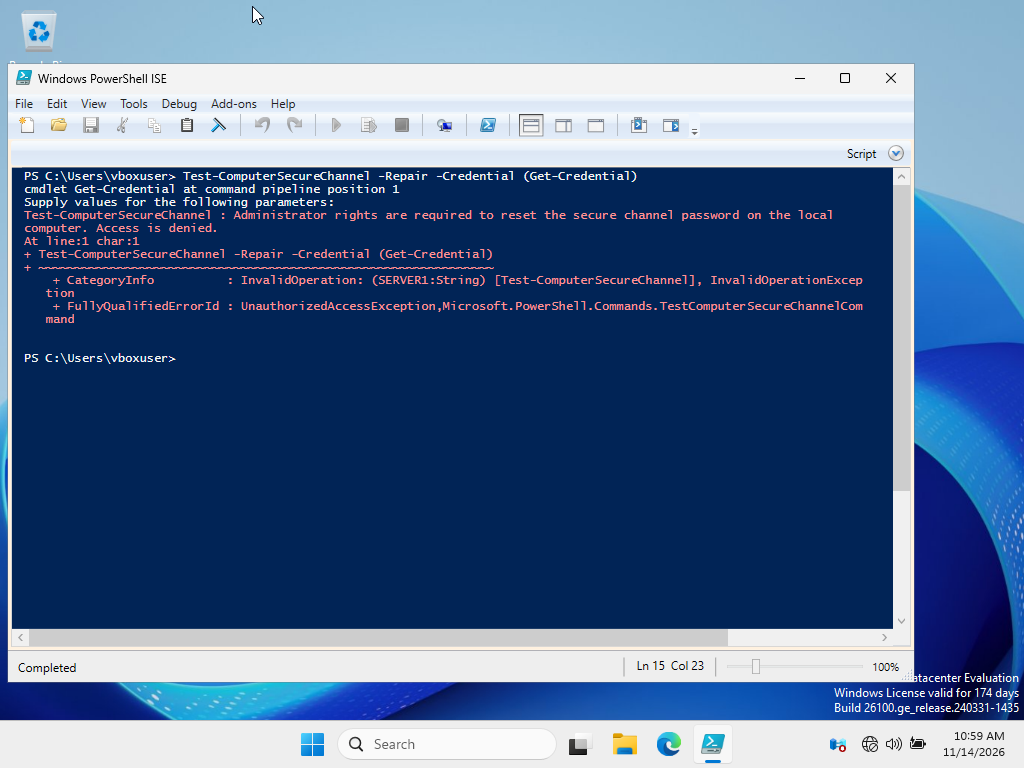 Windows PowerShell ISE
File Edit View Tools Debug Add-ons Help
Script
PS C:\Users\vboxuser> Test-ComputerSecureChannel -Repair -Credential (Get-Credential)
cmdlet Get-Credential at command pipeline position 1
Supply values for the following parameters:
Test-ComputerSecureChannel : Administrator rights are required to reset the secure channel password on the local
computer. Access is denied.
At line:1 char:1
+ Test-ComputerSecureChannel -Repair -Credential (Get-Credential)
+ ~~~~~~~~~~~~~~~~~~~~~~~~~~~~~~~~~~~~~~~~~~~~~~~~~~~~~~~~~~~~~~~
+ CategoryInfo : InvalidOperation: (SERVER1:String) [Test-ComputerSecureChannel], InvalidOperationExcep
tion
+ FullyQualifiedErrorId : UnauthorizedAccessException,Microsoft.PowerShell.Commands.TestComputerSecureChannelCom
mand
PS C:\Users\vboxuser>
Completed
Ln 15 Col 23
100%
atacenter Evaluation
Windows License valid for 174 days
Build 26100.ge_release.240331-1435
Search
10:59 AM
11/14/2026